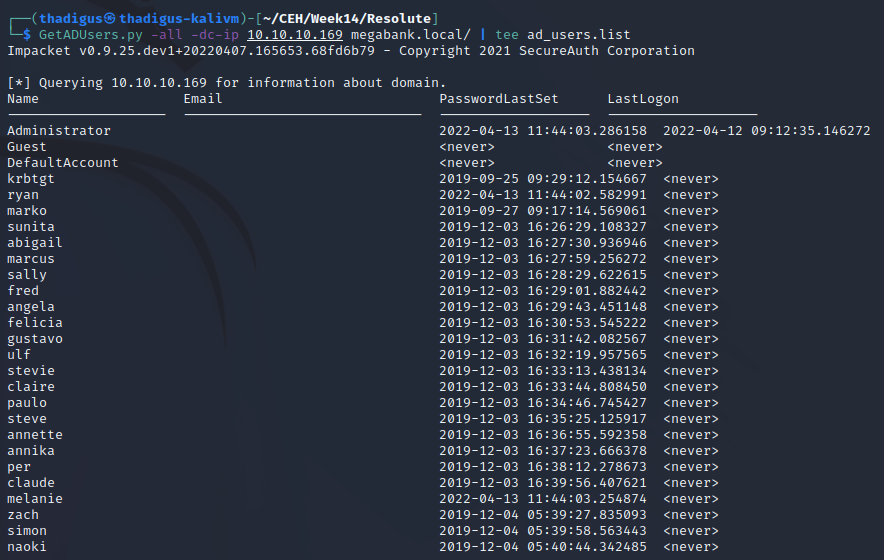 ┌──(thadigus㉿thadigus-kalivm)-[~/CEH/Week14/Resolute]
└─$ GetADUsers.py -all -dc-ip 10.10.10.169 megabank.local/ | tee ad_users.list
Impacket v0.9.25.dev1+20220407.165653.68fd6b79 - Copyright 2021 SecureAuth Corporation
[*] Querying 10.10.10.169 for information about domain.
Name Email PasswordLastSet LastLogon
-------------------- ------------------------------ ------------------- -------------------
Administrator 2022-04-13 11:44:03.286158 2022-04-12 09:12:35.146272
Guest <never> <never>
DefaultAccount <never> <never>
krbtgt 2019-09-25 09:29:12.154667 <never>
ryan 2022-04-13 11:44:02.582991 <never>
marko 2019-09-27 09:17:14.569061 <never>
sunita 2019-12-03 16:26:29.108327 <never>
abigail 2019-12-03 16:27:30.936946 <never>
marcus 2019-12-03 16:27:59.256272 <never>
sally 2019-12-03 16:28:29.622615 <never>
fred 2019-12-03 16:29:01.882442 <never>
angela 2019-12-03 16:29:43.451148 <never>
felicia 2019-12-03 16:30:53.545222 <never>
gustavo 2019-12-03 16:31:42.082567 <never>
ulf 2019-12-03 16:32:19.957565 <never>
stevie 2019-12-03 16:33:13.438134 <never>
claire 2019-12-03 16:33:44.808450 <never>
paulo 2019-12-03 16:34:46.745427 <never>
steve 2019-12-03 16:35:25.125917 <never>
annette 2019-12-03 16:36:55.592358 <never>
annika 2019-12-03 16:37:23.666378 <never>
per 2019-12-03 16:38:12.278673 <never>
claude 2019-12-03 16:39:56.407621 <never>
melanie 2022-04-13 11:44:03.254874 <never>
zach 2019-12-04 05:39:27.835093 <never>
simon 2019-12-04 05:39:58.563443 <never>
naoki 2019-12-04 05:40:44.342485 <never>